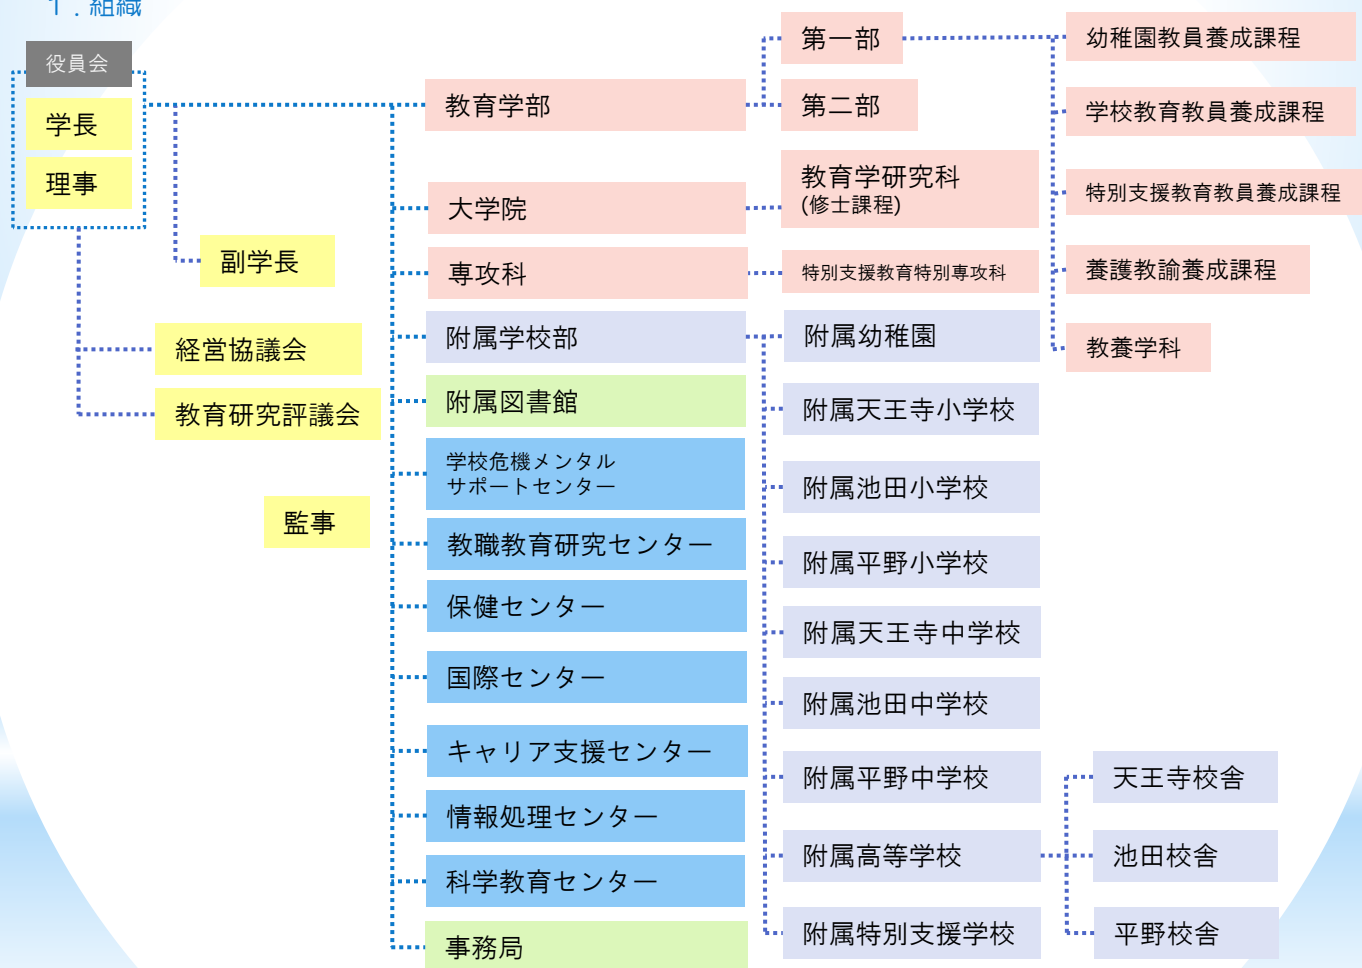 1．組織
役員会
学長
理事
副学長
経営協議会
教育研究評議会
監事
教育学部
大学院
専攻科
附属学校部
附属図書館
学校危機メンタル
サポートセンター
教職教育研究センター
保健センター
国際センター
キャリア支援センター
情報処理センター
科学教育センター
事務局
第一部
第二部
教育学研究科
(修士課程)
特別支援教育特別専攻科
附属幼稚園
附属天王寺小学校
附属池田小学校
附属平野小学校
附属天王寺中学校
附属池田中学校
附属平野中学校
附属高等学校
附属特別支援学校
幼稚園教員養成課程
学校教育教員養成課程
特別支援教育教員養成課程
養護教諭養成課程
教養学科
天王寺校舎
池田校舎
平野校舎